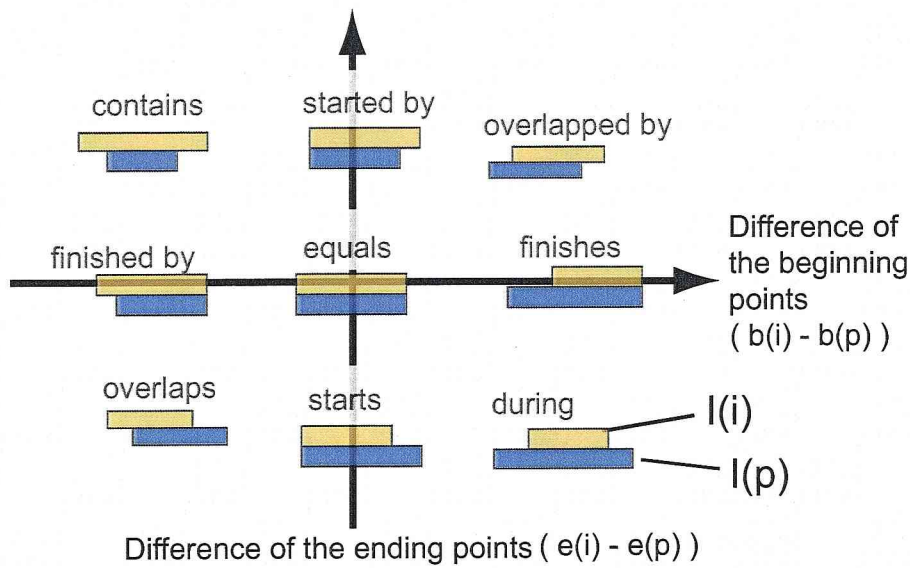 contains
started by
overlapped by
finished by
equals
finishes
Difference of
the beginning
points
( b(i) - b(p) )
overlaps
starts
during
I(i)
I(p)
Difference of the ending points ( e(i) - e(p) )